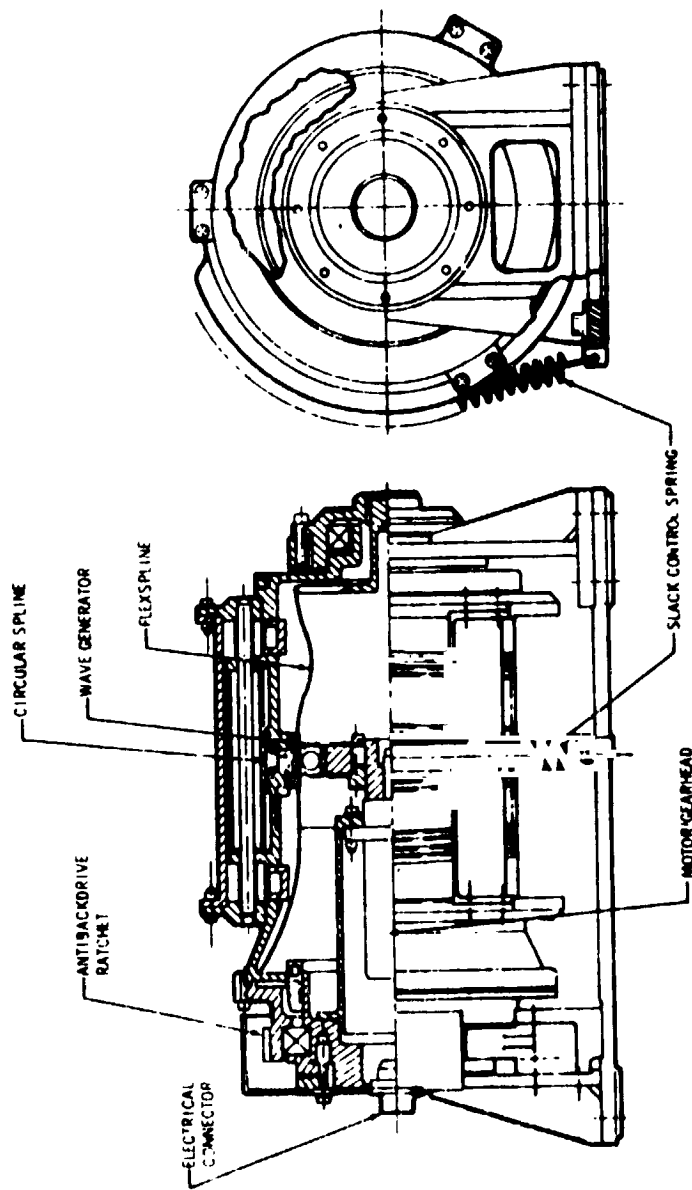 CIRCULAR SPLINE
WAVE GENERATOR
FLEXSPLINE
ANTIBACKDRIVE
RATCHET
ELECTRICAL
CONNECTOR
SLACK CONTROL SPRING
MOTOR/GEARHEAD